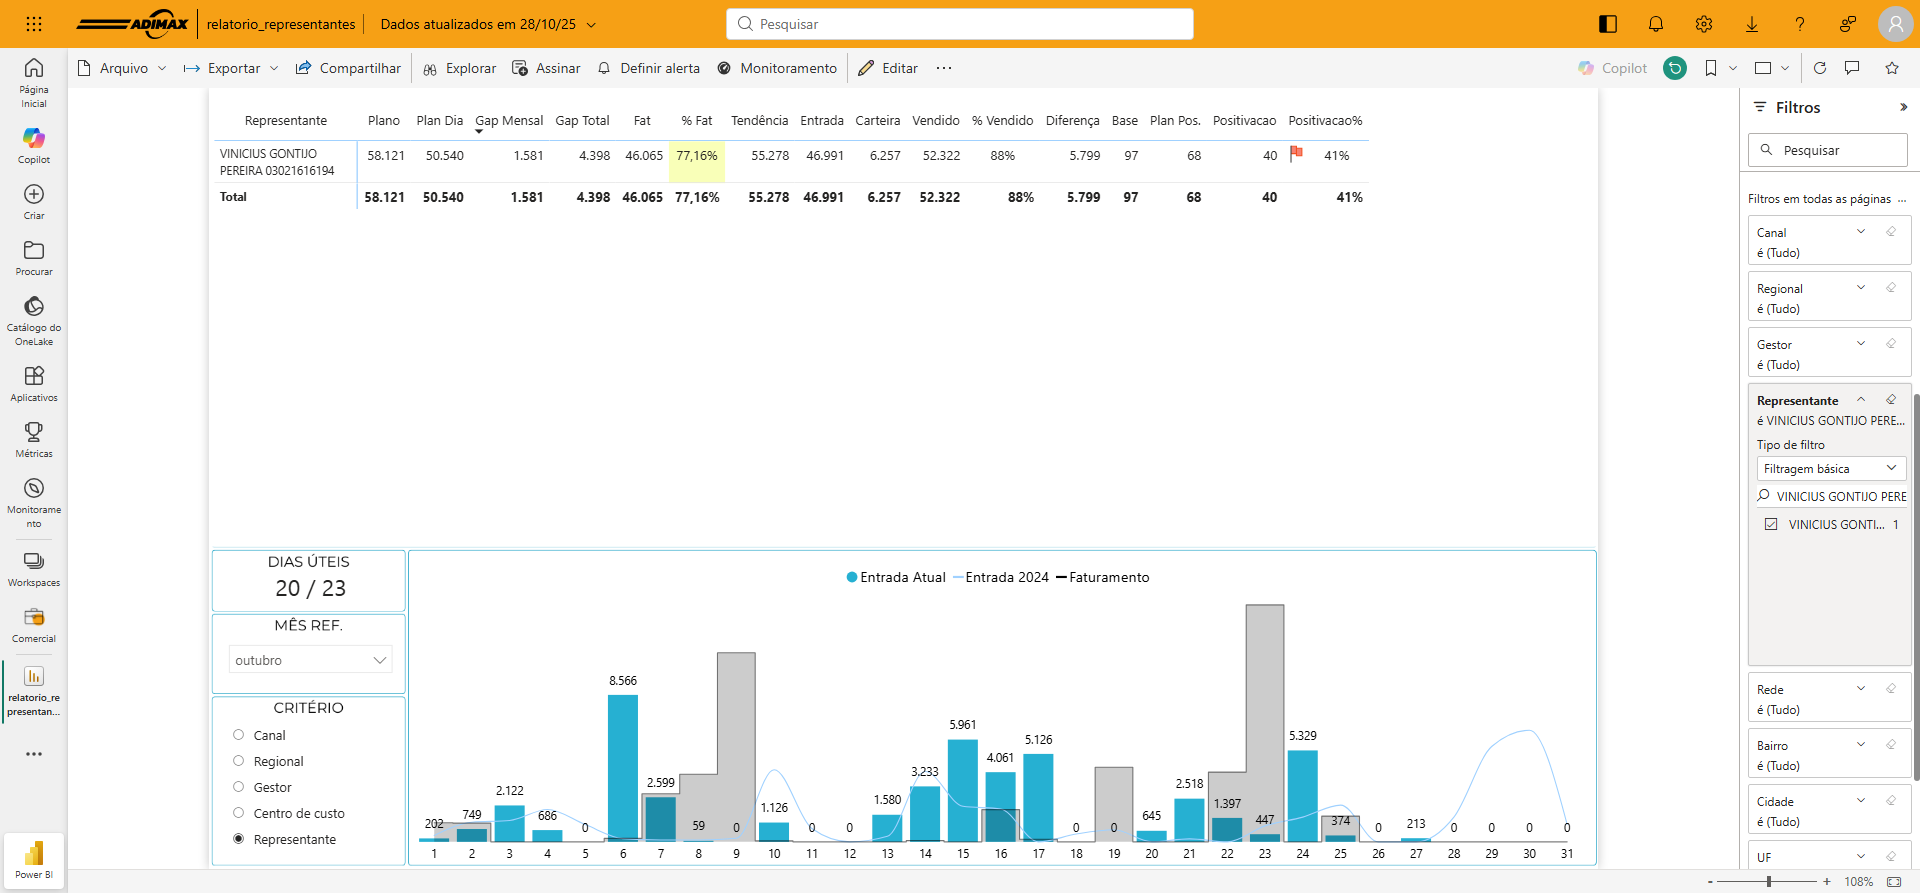 ADIMAX relatorio_representantes Dados atualizados em 28/10/25 Pesquisar
Arquivo Exportar Compartilhar Explorar Assinar Definir alerta Monitoramento Editar Copilot
Página
Inicial
Copilot
Criar
Procurar
Catálogo do
OneLake
Aplicativos
Métricas
Monitorame
nto
Workspaces
Comercial
relatorio_re
presentan...
Power BI
Representante Plano Plan Dia Gap Mensal Gap Total Fat % Fat Tendência Entrada Carteira Vendido % Vendido Diferença Base Plan Pos. Positivacao Positivacao%
VINICIUS GONTIJO
PEREIRA 03021616194
58.121 50.540 1.581 4.398 46.065 77,16% 55.278 46.991 6.257 52.322 88% 5.799 97 68 40 41%
Total 58.121 50.540 1.581 4.398 46.065 77,16% 55.278 46.991 6.257 52.322 88% 5.799 97 68 40 41%
DIAS ÚTEIS
20 / 23
MÊS REF.
outubro
CRITÉRIO
Canal
Regional
Gestor
Centro de custo
Representante
Entrada Atual Entrada 2024 Faturamento
202 749 2.122 686 0 8.566 2.599 59 0 1.126 0 0 1.580 3.233 5.961 4.061 5.126 0 0 645 2.518 1.397 447 5.329 374 0 213 0 0 0 0
1 2 3 4 5 6 7 8 9 10 11 12 13 14 15 16 17 18 19 20 21 22 23 24 25 26 27 28 29 30 31
Filtros
Pesquisar
Filtros em todas as páginas ...
Canal
é (Tudo)
Regional
é (Tudo)
Gestor
é (Tudo)
Representante
é VINICIUS GONTIJO PERE...
Tipo de filtro
Filtragem básica
VINICIUS GONTIJO PERE
VINICIUS GONTI... 1
Rede
é (Tudo)
Bairro
é (Tudo)
Cidade
é (Tudo)
UF
- + 108%